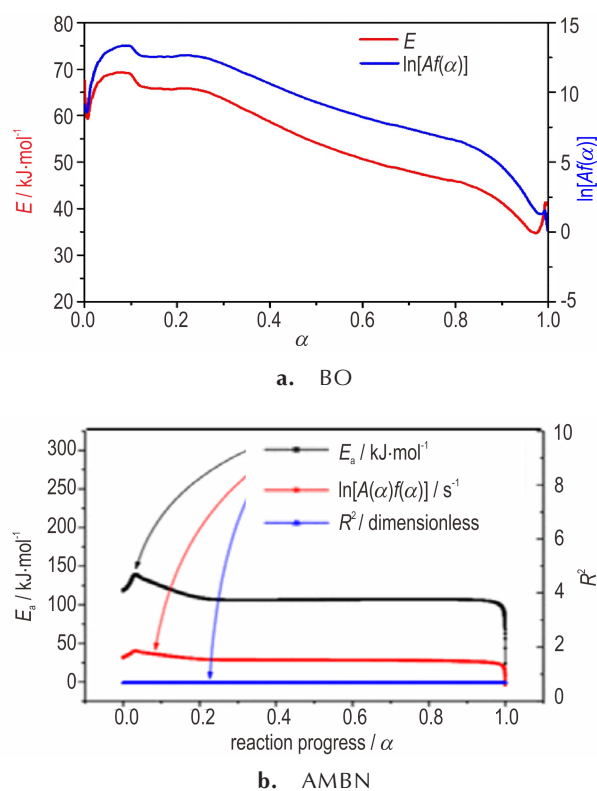 80
70
60
50
40
30
20
E / kJ·mol⁻¹
15
10
5
0
-5
ln[Af(α)]
E
ln[Af(α)]
0.0 0.2 0.4 0.6 0.8 1.0
α
a. BO
300
250
200
150
100
50
0
Eₐ / kJ·mol⁻¹
10
8
6
4
2
0
R²
Eₐ / kJ·mol⁻¹
ln[A(α)f(α)] / s⁻¹
R² / dimensionless
0.0 0.2 0.4 0.6 0.8 1.0
reaction progress / α
b. AMBN